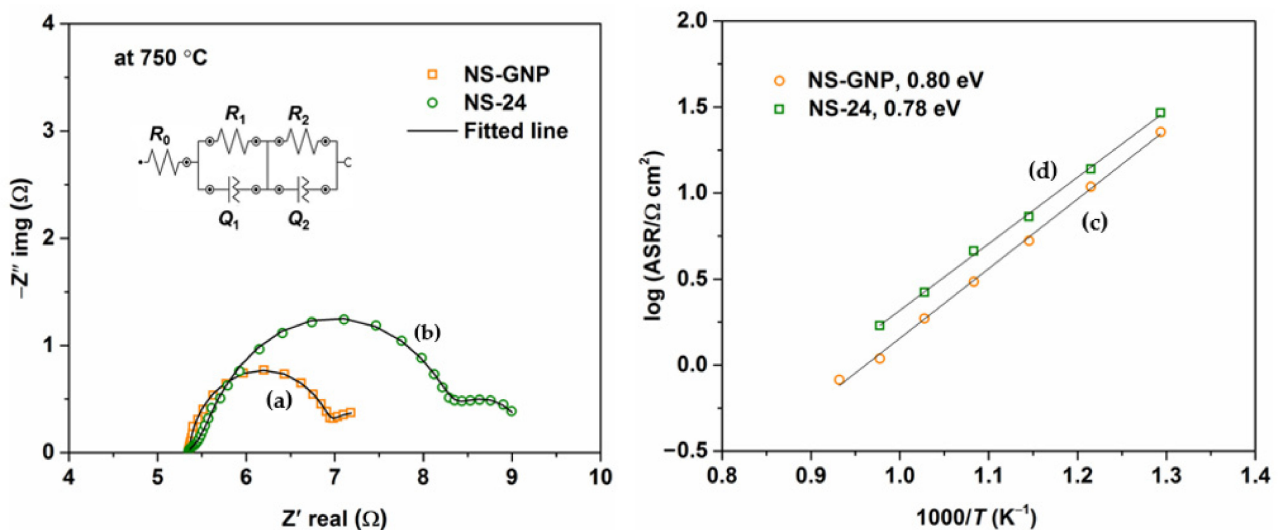 at 750 °C
NS-GNP
NS-24
Fitted line
R0
R1
R2
Q1
Q2
(a)
(b)
4
3
2
1
0
−Z″ img (Ω)
4 5 6 7 8 9 10
Z′ real (Ω)
NS-GNP, 0.80 eV
NS-24, 0.78 eV
(d)
(c)
2.0
1.5
1.0
0.5
0.0
−0.5
log (ASR/Ω cm²)
0.8 0.9 1.0 1.1 1.2 1.3 1.4
1000/T (K⁻¹)